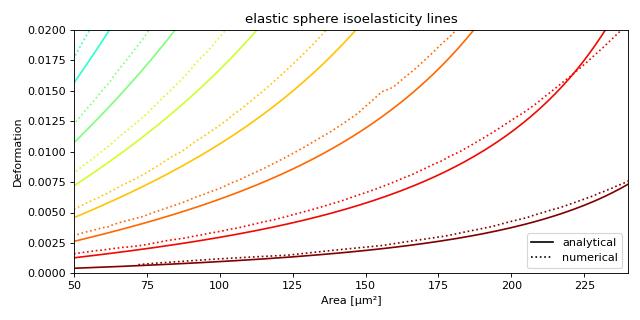 elastic sphere isoelasticity lines
0.0200
0.0175
0.0150
0.0125
0.0100
0.0075
0.0050
0.0025
0.0000
Deformation
analytical
numerical
50 75 100 125 150 175 200 225
Area [µm²]